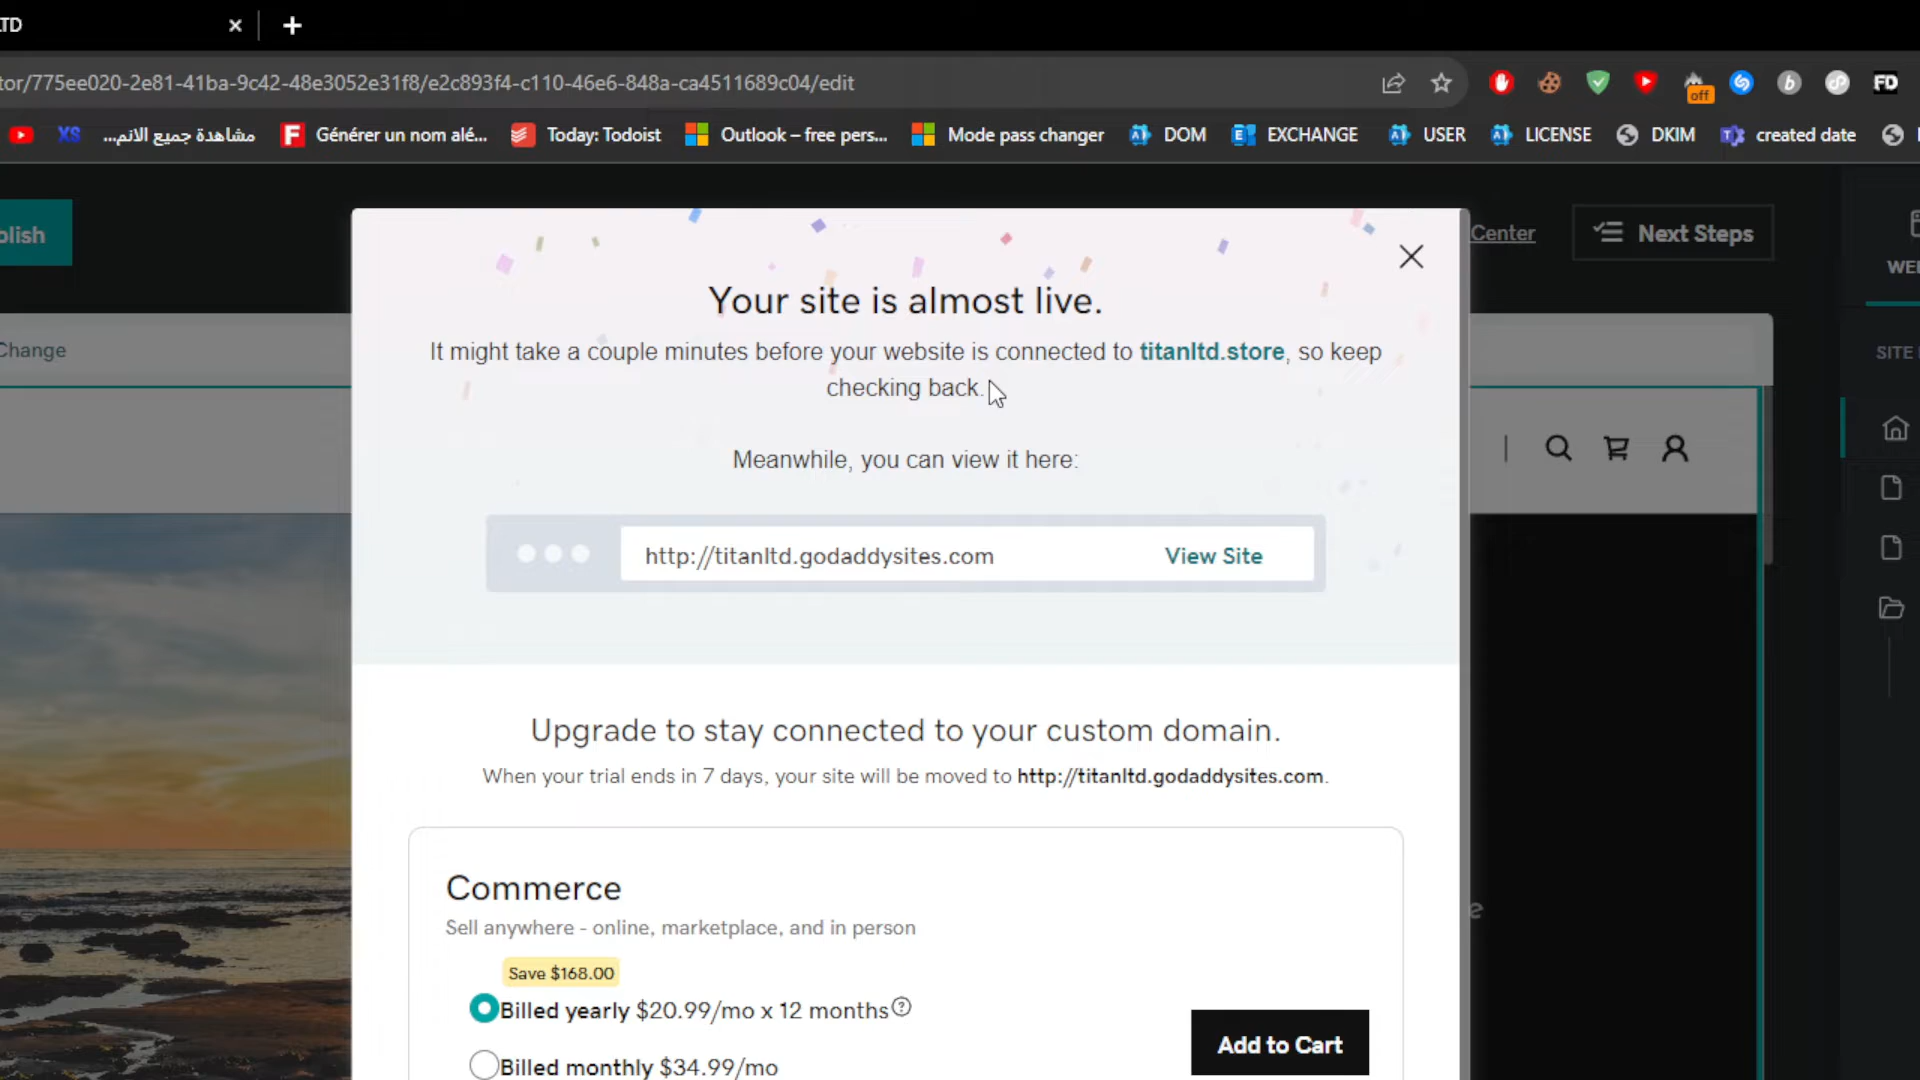 LTD
tor/775ee020-2e81-41ba-9c42-48e3052e31f8/e2c893f4-c110-46e6-848a-ca4511689c04/edit
off
FD
XS مشاهدة جميع الانم... Générer un nom alé... Today: Todoist Outlook – free pers... Mode pass changer DOM EXCHANGE USER LICENSE DKIM created date
olish
Center
Next Steps
WE
Your site is almost live.
Change
It might take a couple minutes before your website is connected to titanltd.store, so keep
checking back.
SITE
Meanwhile, you can view it here:
http://titanltd.godaddysites.com View Site
Upgrade to stay connected to your custom domain.
When your trial ends in 7 days, your site will be moved to http://titanltd.godaddysites.com.
Commerce
Sell anywhere - online, marketplace, and in person
Save $168.00
Billed yearly $20.99/mo x 12 months
Add to Cart
Billed monthly $34.99/mo